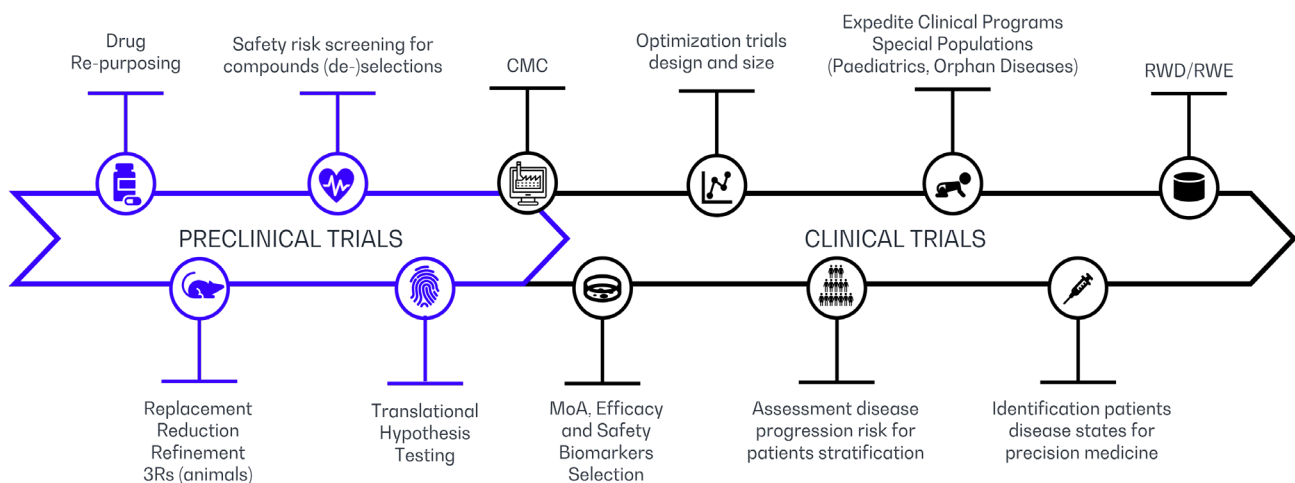 Drug
Re-purposing
Safety risk screening for
compounds (de-)selections
CMC
Optimization trials
design and size
Expedite Clinical Programs
Special Populations
(Paediatrics, Orphan Diseases)
RWD/RWE
PRECLINICAL TRIALS
CLINICAL TRIALS
Replacement
Reduction
Refinement
3Rs (animals)
Translational
Hypothesis
Testing
MoA, Efficacy
and Safety
Biomarkers
Selection
Assessment disease
progression risk for
patients stratification
Identification patients
disease states for
precision medicine